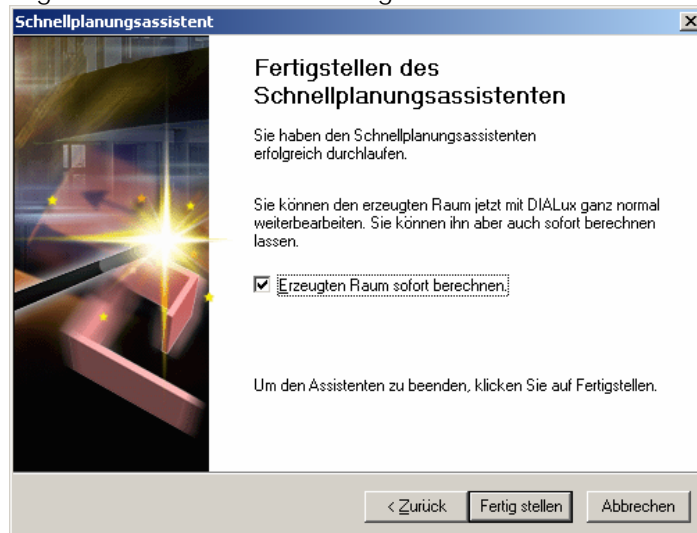 Schnellplanungsassistent
Fertigstellen des
Schnellplanungsassistenten
Sie haben den Schnellplanungsassistenten
erfolgreich durchlaufen.
Sie können den erzeugten Raum jetzt mit DIALux ganz normal
weiterbearbeiten. Sie können ihn aber auch sofort berechnen
lassen.
Erzeugten Raum sofort berechnen.
Um den Assistenten zu beenden, klicken Sie auf Fertigstellen.
< Zurück Fertig stellen Abbrechen